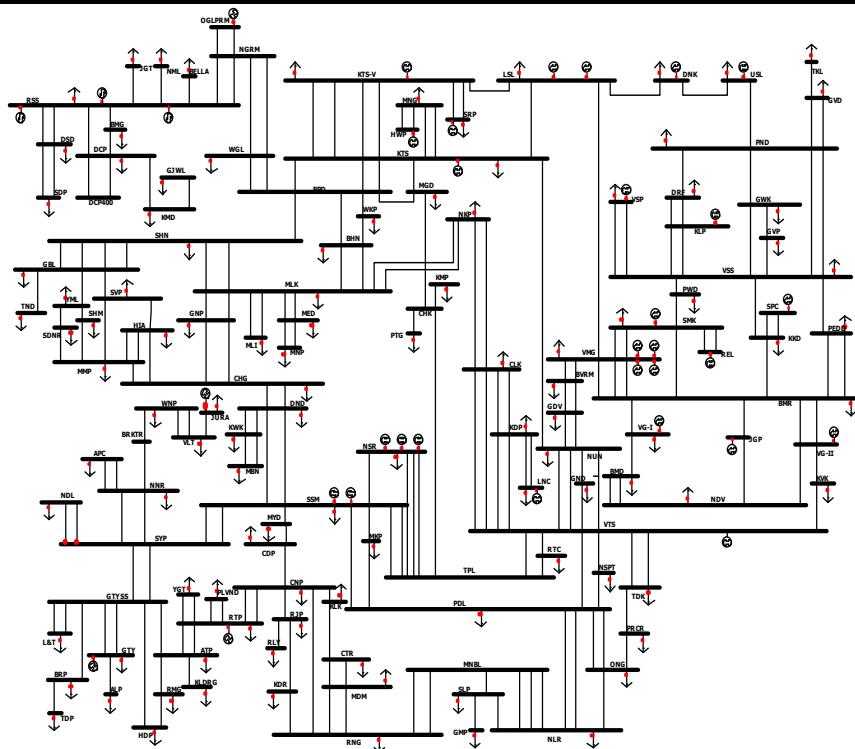 OGLPRM
NGRM
JGT
NML
BELLA
KTS-V
LSL
DNK
USL
TKL
GVD
RSS
BMG
MNG
SRP
HWP
DSD
DCP
WGL
KTS
PND
GJWL
SDP
DCP400
KMD
MGD
WKP
NKP
DRF
VSP
GWK
KLP
GVP
SHN
BHN
GBL
MLK
KMP
VSS
SVP
VML
TND
SHM
HIA
GNP
SDNR
MLI
MED
MNP
CHK
PTG
PWD
SPC
SMK
KKD
PEDD
REL
MMP
CHG
CLK
VMG
BVRM
BMR
WNP
JURA
DND
GDV
BRKTR
VLT
KWK
MBN
KDP
VG-I
JGP
VG-II
APC
NSR
NUN
NNR
LNC
GND
BMD
KVK
NDL
SSM
NDV
SYP
MYD
CDP
MKP
VTS
RTC
TPL
NSPT
YGT
PLVND
CNP
TDK
GTYSS
XLK
PDL
RTP
RJP
PRCR
L&T
GTY
ATP
RLY
CTR
MNBL
ONG
BRP
ALP
RMG
KLDRG
KDR
MDM
SLP
TDP
HDP
RNG
GMP
NLR